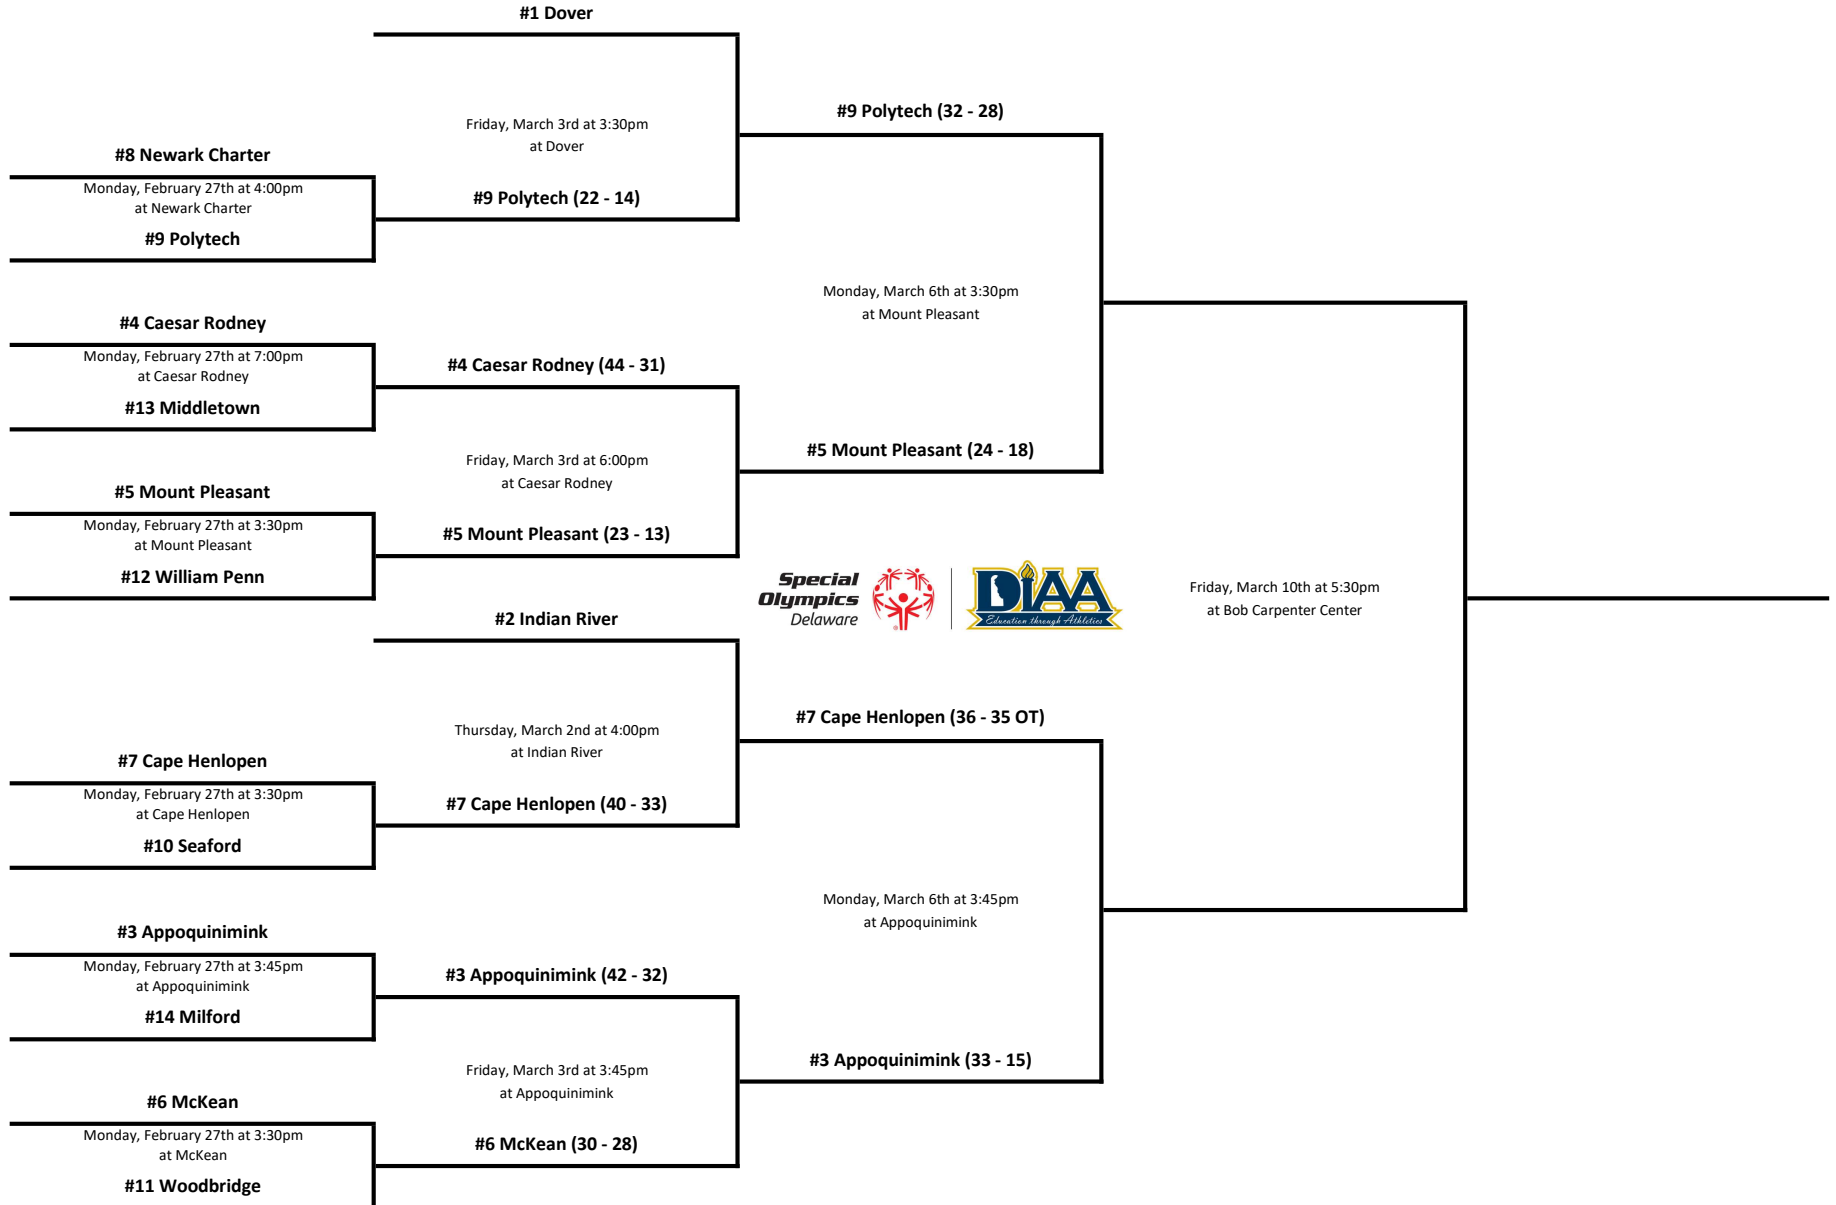 #1 Dover
Friday, March 3rd at 3:30pm
at Dover
#9 Polytech (32 - 28)
#8 Newark Charter
Monday, February 27th at 4:00pm
at Newark Charter
#9 Polytech
#9 Polytech (22 - 14)
Monday, March 6th at 3:30pm
at Mount Pleasant
#4 Caesar Rodney
Monday, February 27th at 7:00pm
at Caesar Rodney
#13 Middletown
#4 Caesar Rodney (44 - 31)
Friday, March 3rd at 6:00pm
at Caesar Rodney
#5 Mount Pleasant (24 - 18)
#5 Mount Pleasant
Monday, February 27th at 3:30pm
at Mount Pleasant
#12 William Penn
#5 Mount Pleasant (23 - 13)
Special
Olympics
Delaware
DIAA
Education through Athletics
Friday, March 10th at 5:30pm
at Bob Carpenter Center
#2 Indian River
Thursday, March 2nd at 4:00pm
at Indian River
#7 Cape Henlopen (36 - 35 OT)
#7 Cape Henlopen
Monday, February 27th at 3:30pm
at Cape Henlopen
#10 Seaford
#7 Cape Henlopen (40 - 33)
Monday, March 6th at 3:45pm
at Appoquinimink
#3 Appoquinimink
Monday, February 27th at 3:45pm
at Appoquinimink
#14 Milford
#3 Appoquinimink (42 - 32)
Friday, March 3rd at 3:45pm
at Appoquinimink
#3 Appoquinimink (33 - 15)
#6 McKean
Monday, February 27th at 3:30pm
at McKean
#11 Woodbridge
#6 McKean (30 - 28)